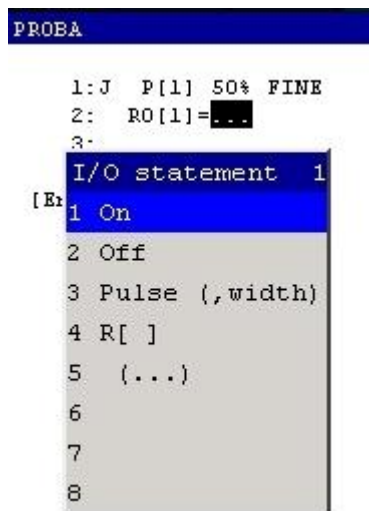 PROBA
1:J P[1] 50% FINE
2: RO[1]=...
3:
I/O statement 1
1 On
2 Off
3 Pulse (,width)
4 R[ ]
5 (...)
6
7
8